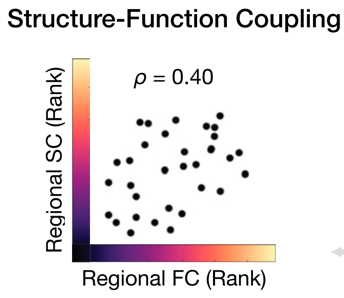 Structure-Function Coupling
ρ = 0.40
Regional SC (Rank)
Regional FC (Rank)